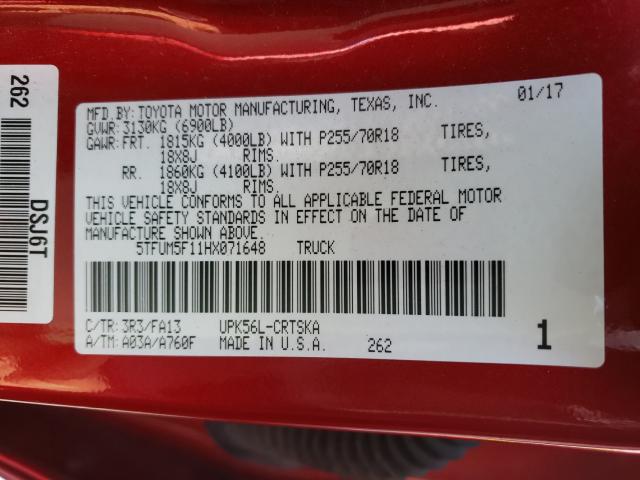 MFD.BY:TOYOTA MOTOR MANUFACTURING, TEXAS, INC. 01/17
GVWR:3130KG (6900LB)
GAWR:FRT. 1815KG (4000LB) WITH P255/70R18 TIRES,
18X8J RIMS.
RR. 1860KG (4100LB) WITH P255/70R18 TIRES,
18X8J RIMS.
THIS VEHICLE CONFORMS TO ALL APPLICABLE FEDERAL MOTOR
VEHICLE SAFETY STANDARDS IN EFFECT ON THE DATE OF
MANUFACTURE SHOWN ABOVE.
5TFUM5F11HX071648 TRUCK
C/TR:3R3/FA13 UPK56L-CRTSKA
A/TM:A03A/A760F MADE IN U.S.A. 262 1
262
DSJ6T